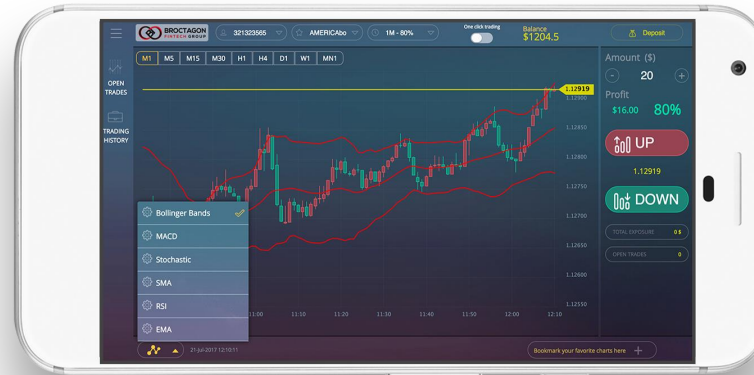 BROCTAGON
FINTECH GROUP
321323565
AMERICAbo
1M - 80%
One click trading
Balance
$1204.5
Deposit
M1 M5 M15 M30 H1 H4 D1 W1 MN1
OPEN
TRADES
TRADING
HISTORY
1.12919
1.12900
1.12850
1.12800
1.12750
1.12700
1.12650
1.12600
1.12550
Amount ($)
- 20 +
Profit
$16.00 80%
UP
1.12919
DOWN
TOTAL EXPOSURE 0 $
OPEN TRADES 0
Bollinger Bands
MACD
Stochastic
SMA
RSI
EMA
11:00 11:10 11:20 11:30 11:40 11:50 12:00 12:10
21-Jul-2017 12:10:11
Bookmark your favorite charts here +